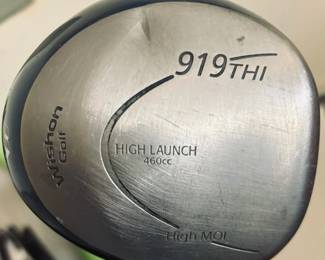 919THI
Wishon
Golf
HIGH LAUNCH
460cc
High MOI